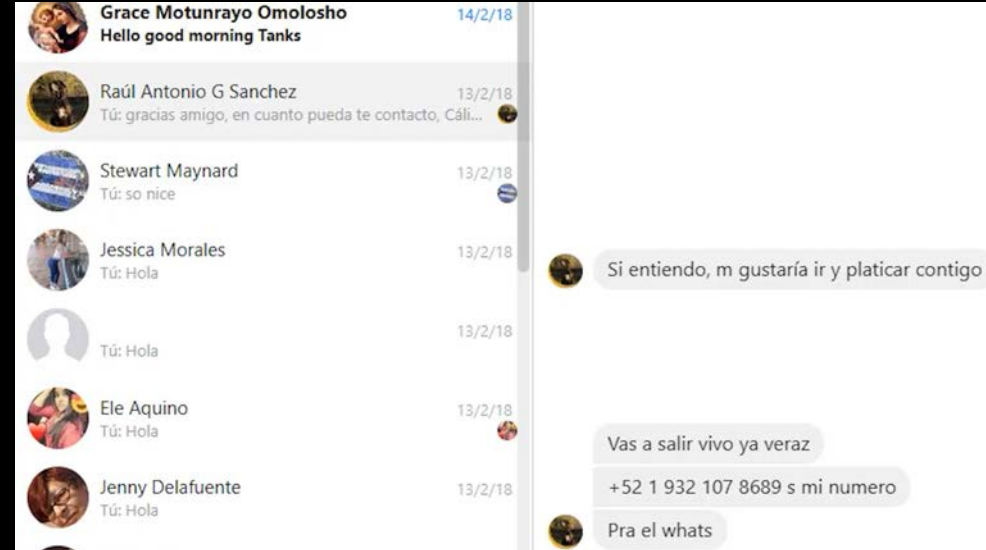 Grace Motunrayo Omolosho
14/2/18
Hello good morning Tanks
Raúl Antonio G Sanchez
13/2/18
Tú: gracias amigo, en cuanto pueda te contacto, Cáli...
Stewart Maynard
13/2/18
Tú: so nice
Jessica Morales
13/2/18
Tú: Hola
13/2/18
Tú: Hola
Ele Aquino
13/2/18
Tú: Hola
Jenny Delafuente
13/2/18
Tú: Hola
Si entiendo, m gustaría ir y platicar contigo
Vas a salir vivo ya veraz
+52 1 932 107 8689 s mi numero
Pra el whats